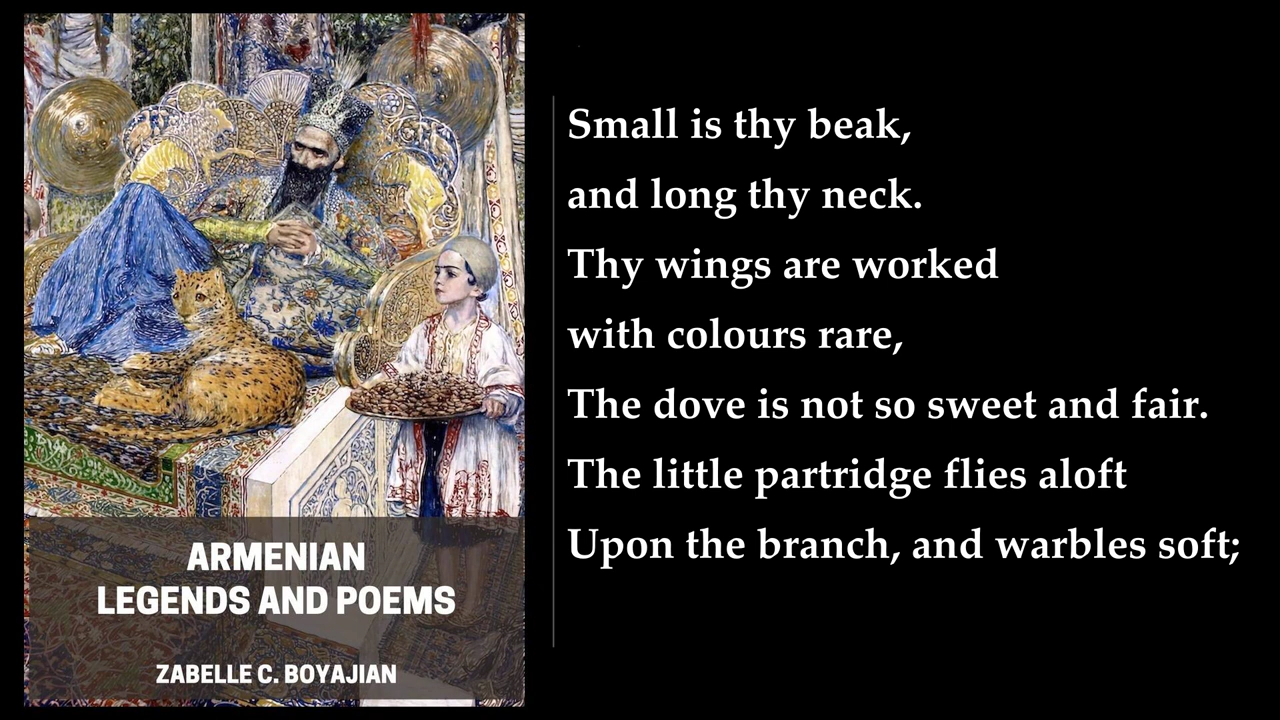 ARMENIAN
LEGENDS AND POEMS
ZABELLE C. BOYAJIAN
Small is thy beak,
and long thy neck.
Thy wings are worked
with colours rare,
The dove is not so sweet and fair.
The little partridge flies aloft
Upon the branch, and warbles soft;